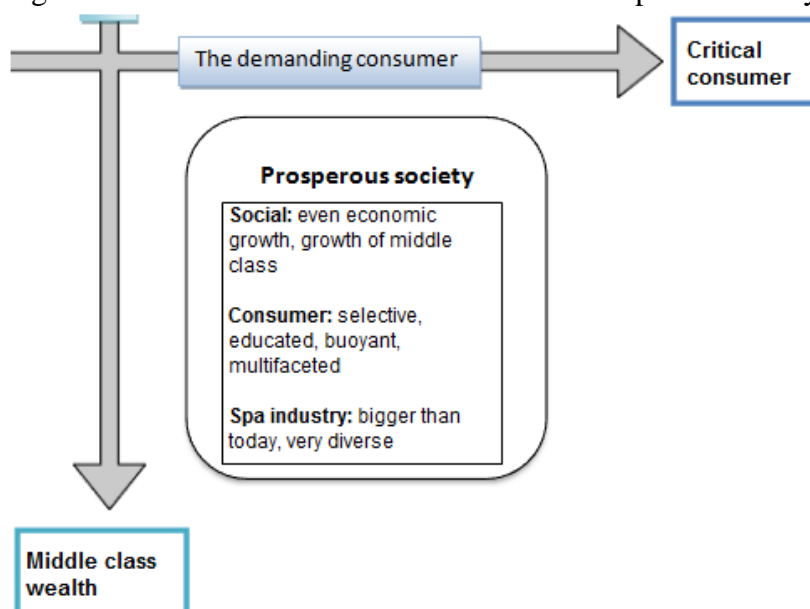 The demanding consumer
Critical
consumer
Prosperous society
Social: even economic
growth, growth of middle
class
Consumer: selective,
educated, buoyant,
multifaceted
Spa industry: bigger than
today, very diverse
Middle class
wealth